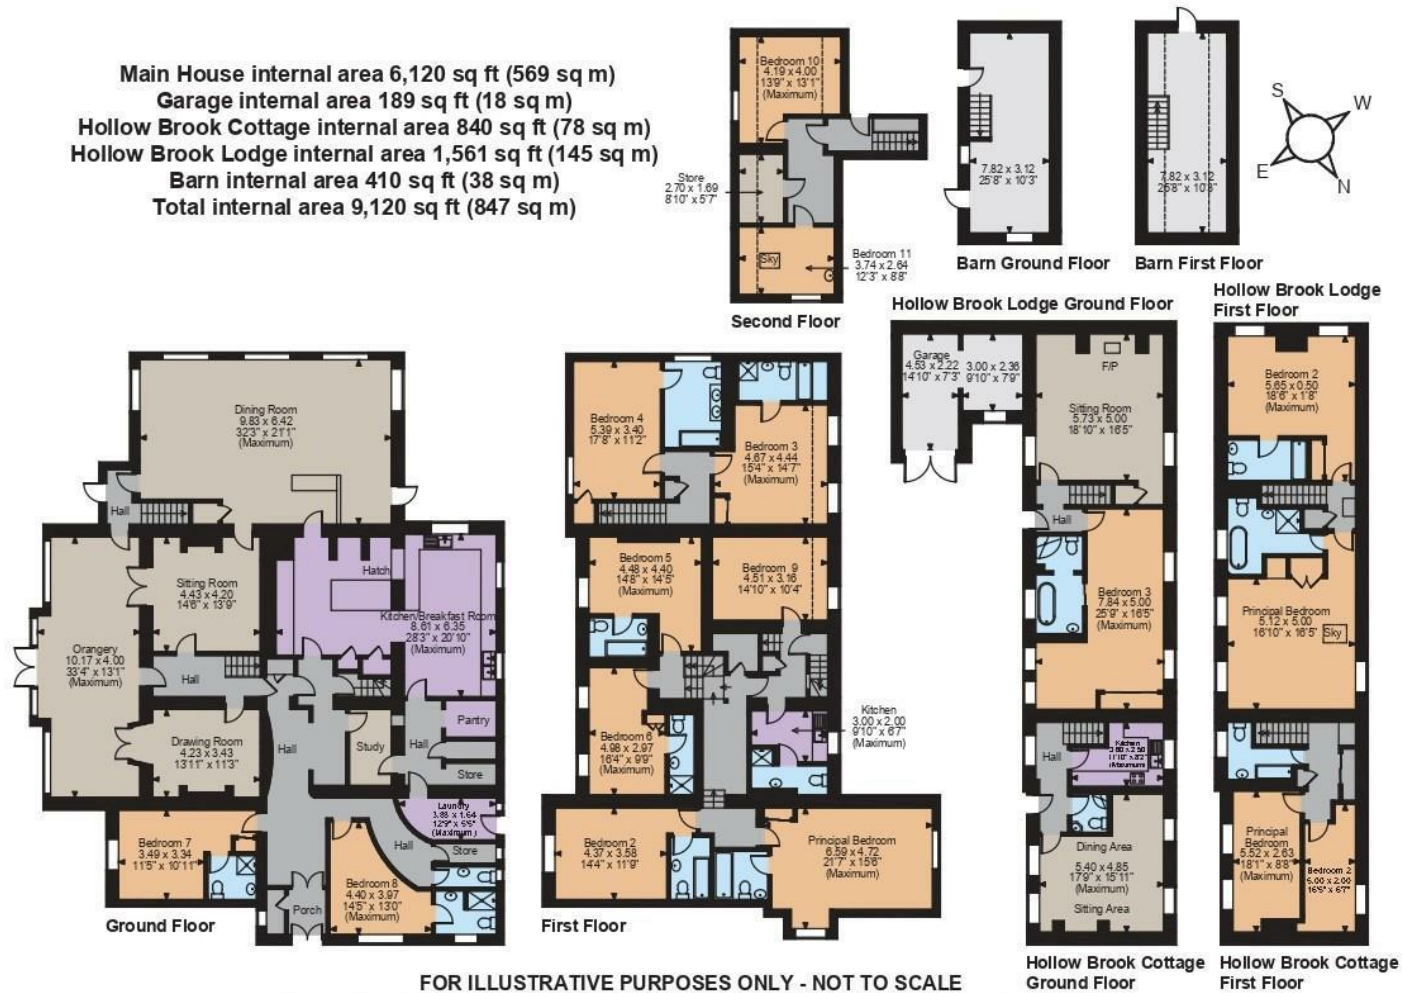 Main House internal area 6,120 sq ft (569 sq m)
Garage internal area 189 sq ft (18 sq m)
Hollow Brook Cottage internal area 840 sq ft (78 sq m)
Hollow Brook Lodge internal area 1,561 sq ft (145 sq m)
Barn internal area 410 sq ft (38 sq m)
Total internal area 9,120 sq ft (847 sq m)
Bedroom 10
4.19 x 4.00
13'9" x 13'1"
(Maximum)
Store
2.70 x 1.69
8'10" x 5'7"
Sky
Bedroom 11
3.74 x 2.64
12'3" x 8'8"
Second Floor
7.82 x 3.12
25'8" x 10'3"
Barn Ground Floor
7.82 x 3.12
25'8" x 10'3"
Barn First Floor
S
W
E
N
Dining Room
9.83 x 6.42
32'3" x 21'1"
(Maximum)
Hall
Sitting Room
4.43 x 4.20
14'6" x 13'9"
Hatch
Kitchen/Breakfast Room
8.61 x 6.35
28'3" x 20'10"
(Maximum)
Orangery
10.17 x 4.00
33'4" x 13'1"
(Maximum)
Hall
Drawing Room
4.23 x 3.43
13'11" x 11'3"
Hall
Study
Hall
Pantry
Store
Laundry
3.88 x 1.64
(Maximum)
Store
Hall
Bedroom 7
3.49 x 3.34
11'5" x 10'11"
Bedroom 8
4.40 x 3.97
14'5" x 13'0"
(Maximum)
Porch
Ground Floor
Bedroom 4
5.39 x 3.40
17'8" x 11'2"
Bedroom 3
4.67 x 4.44
15'4" x 14'7"
(Maximum)
Bedroom 5
4.48 x 4.40
14'8" x 14'5"
(Maximum)
Bedroom 9
4.51 x 3.16
14'10" x 10'4"
Bedroom 6
4.98 x 2.97
16'4" x 9'9"
(Maximum)
Kitchen
3.00 x 2.00
9'10" x 6'7"
(Maximum)
Bedroom 2
4.37 x 3.58
14'4" x 11'9"
Principal Bedroom
6.59 x 4.72
21'7" x 15'6"
(Maximum)
First Floor
Hollow Brook Lodge Ground Floor
Garage
4.53 x 2.22
14'10" x 7'3"
3.00 x 2.36
9'10" x 7'9"
F/P
Sitting Room
5.73 x 5.00
18'10" x 16'5"
Hall
Bedroom 3
7.84 x 5.00
25'9" x 16'5"
(Maximum)
Hollow Brook Lodge
First Floor
Bedroom 2
5.65 x 0.50
18'6" x 1'8"
(Maximum)
Principal Bedroom
5.12 x 5.00
16'10" x 16'5"
Sky
Hall
Kitchen
(Maximum)
Dining Area
5.40 x 4.85
17'9" x 15'11"
(Maximum)
Sitting Area
Hollow Brook Cottage
Ground Floor
Principal
Bedroom
5.52 x 2.63
18'1" x 8'8"
(Maximum)
Bedroom 2
5.00 x 2.00
16'5" x 6'7"
Hollow Brook Cottage
First Floor
FOR ILLUSTRATIVE PURPOSES ONLY - NOT TO SCALE